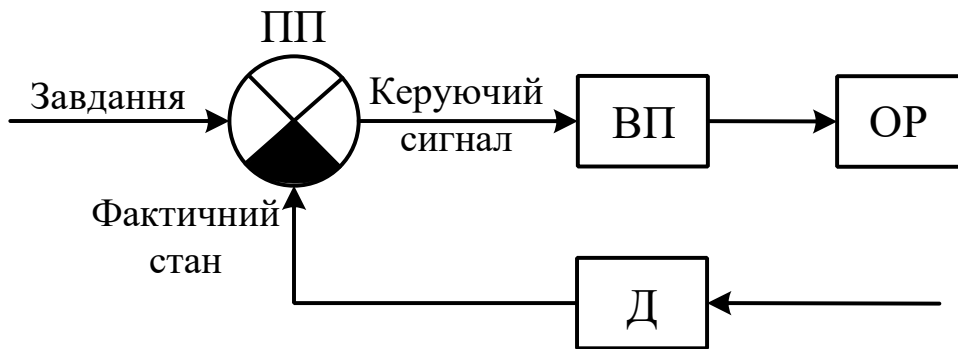 ПП
Завдання
Керуючий
сигнал
ВП
ОР
Фактичний
стан
Д